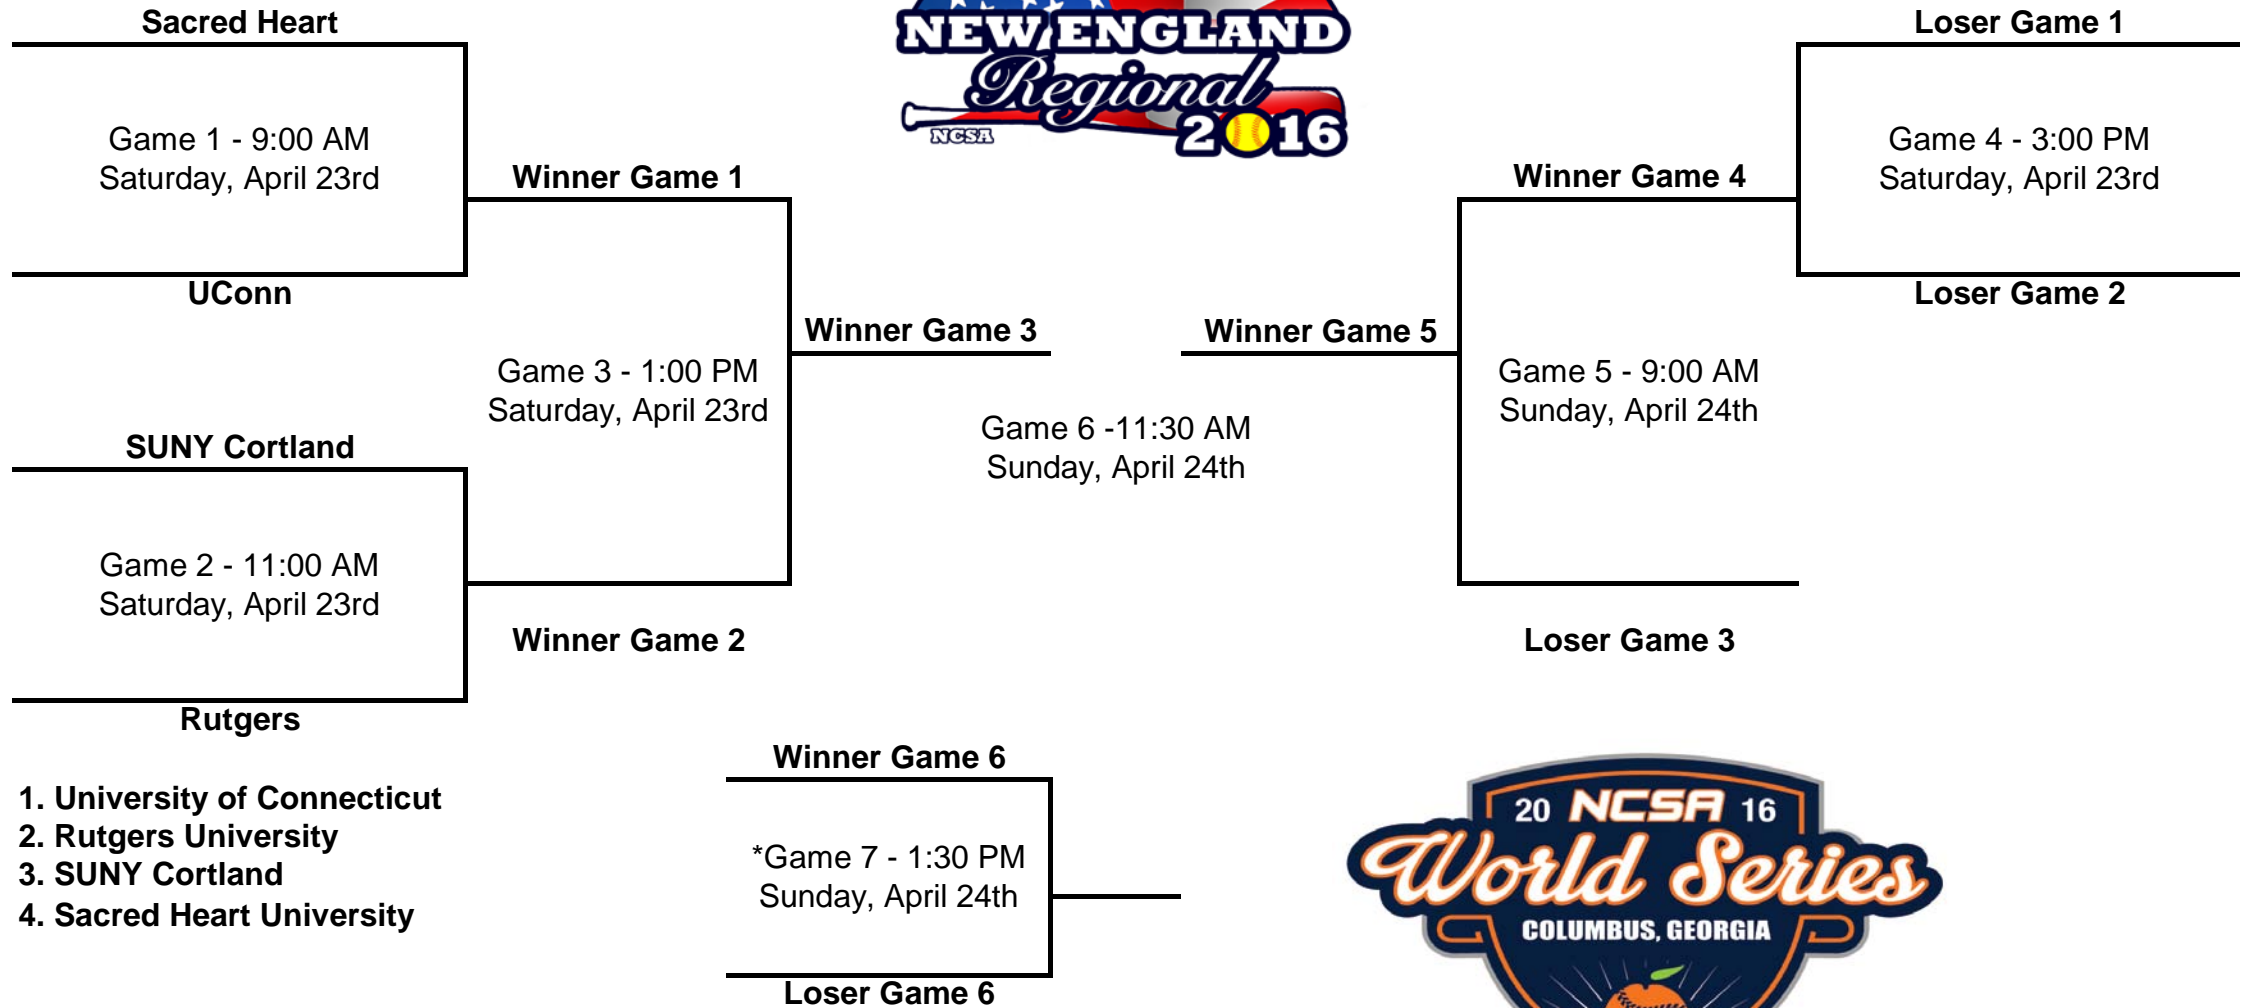 NEW ENGLAND
Regional
NCSA
2016
Sacred Heart
Game 1 - 9:00 AM
Saturday, April 23rd
UConn
Winner Game 1
Game 3 - 1:00 PM
Saturday, April 23rd
SUNY Cortland
Game 2 - 11:00 AM
Saturday, April 23rd
Rutgers
Winner Game 2
Winner Game 3
Game 6 -11:30 AM
Sunday, April 24th
Winner Game 5
Winner Game 4
Game 5 - 9:00 AM
Sunday, April 24th
Loser Game 3
Loser Game 1
Game 4 - 3:00 PM
Saturday, April 23rd
Loser Game 2
1. University of Connecticut
2. Rutgers University
3. SUNY Cortland
4. Sacred Heart University
Winner Game 6
*Game 7 - 1:30 PM
Sunday, April 24th
Loser Game 6
20 NCSA 16
World Series
COLUMBUS, GEORGIA